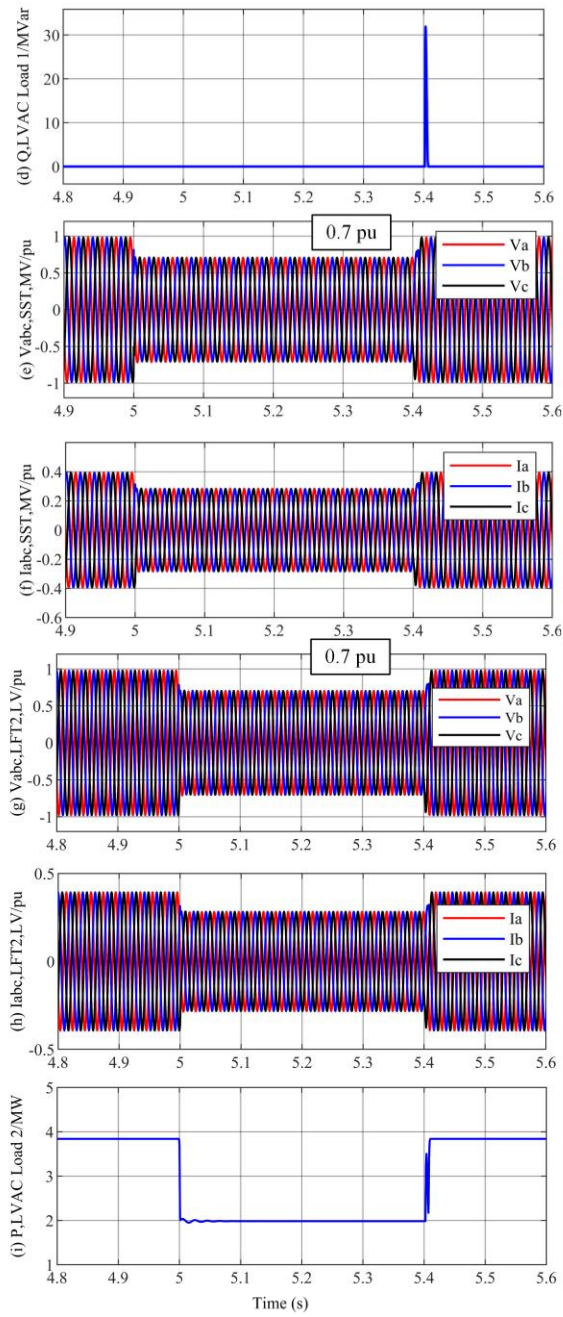 (d) Q,LVAC Load 1/MVar
30
20
10
0
4.8 4.9 5 5.1 5.2 5.3 5.4 5.5 5.6
0.7 pu
(e) Vabc,SST,MV/pu
1
0.5
0
-0.5
-1
Va
Vb
Vc
4.9 5 5.1 5.2 5.3 5.4 5.5 5.6
(f) Iabc,SST,MV/pu
0.4
0.2
0
-0.2
-0.4
-0.6
Ia
Ib
Ic
4.9 5 5.1 5.2 5.3 5.4 5.5 5.6
0.7 pu
(g) Vabc,LFT2,LV/pu
1
0.5
0
-0.5
-1
Va
Vb
Vc
4.8 4.9 5 5.1 5.2 5.3 5.4 5.5 5.6
(h) Iabc,LFT2,LV/pu
0.5
0
-0.5
Ia
Ib
Ic
4.8 4.9 5 5.1 5.2 5.3 5.4 5.5 5.6
(i) P,LVAC Load 2/MW
5
4
3
2
1
4.8 4.9 5 5.1 5.2 5.3 5.4 5.5 5.6
Time (s)